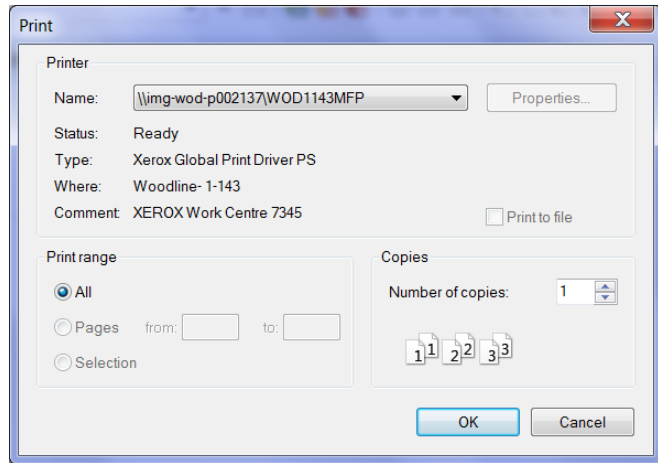 Print
Printer
Name: \\img-wod-p002137\WOD1143MFP Properties...
Status: Ready
Type: Xerox Global Print Driver PS
Where: Woodline- 1-143
Comment: XEROX Work Centre 7345
Print to file
Print range
All
Pages from: to:
Selection
Copies
Number of copies: 1
1 1 2 2 3 3
OK Cancel